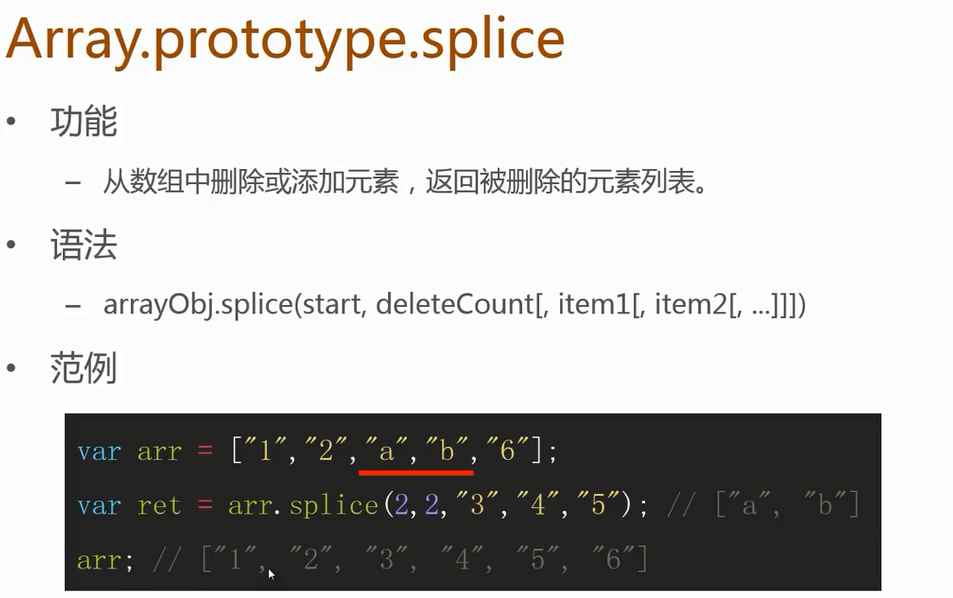 Array.prototype.splice
• 功能
– 从数组中删除或添加元素，返回被删除的元素列表。
• 语法
– arrayObj.splice(start, deleteCount[, item1[, item2[, ...]]])
• 范例
var arr = ["1","2","a","b","6"];
var ret = arr.splice(2,2,"3","4","5"); // ["a", "b"]
arr; // ["1", "2", "3", "4", "5", "6"]